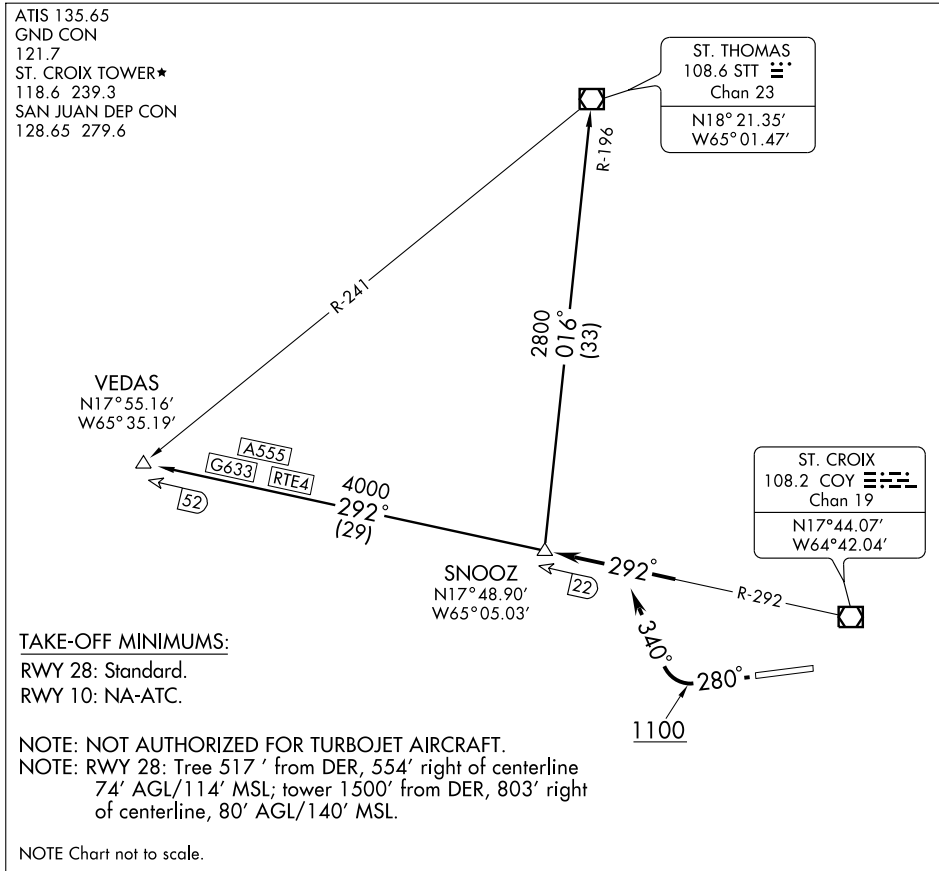 ATIS 135.65
GND CON
121.7
ST. CROIX TOWER★
118.6 239.3
SAN JUAN DEP CON
128.65 279.6
ST. THOMAS
108.6 STT
Chan 23
N18° 21.35'
W65° 01.47'
R-196
R-241
2800
016°
(33)
VEDAS
N17° 55.16'
W65° 35.19'
A555
G633
RTE4
52
4000
292°
(29)
ST. CROIX
108.2 COY
Chan 19
N17°44.07'
W64°42.04'
SNOOZ
N17° 48.90'
W65° 05.03'
22
292°
R-292
340°
280°
1100
TAKE-OFF MINIMUMS:
RWY 28: Standard.
RWY 10: NA-ATC.
NOTE: NOT AUTHORIZED FOR TURBOJET AIRCRAFT.
NOTE: RWY 28: Tree 517 ' from DER, 554' right of centerline
74' AGL/114' MSL; tower 1500' from DER, 803' right
of centerline, 80' AGL/140' MSL.
NOTE Chart not to scale.